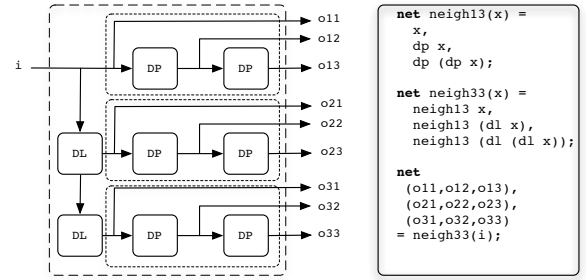 o11
o12
i
DP
DP
o13
o21
o22
DL
DP
DP
o23
o31
o32
DL
DP
DP
o33
net neigh13(x) =
x,
dp x,
dp (dp x);
net neigh33(x) =
neigh13 x,
neigh13 (dl x),
neigh13 (dl (dl x));
net
(o11,o12,o13),
(o21,o22,o23),
(o31,o32,o33)
= neigh33(i);